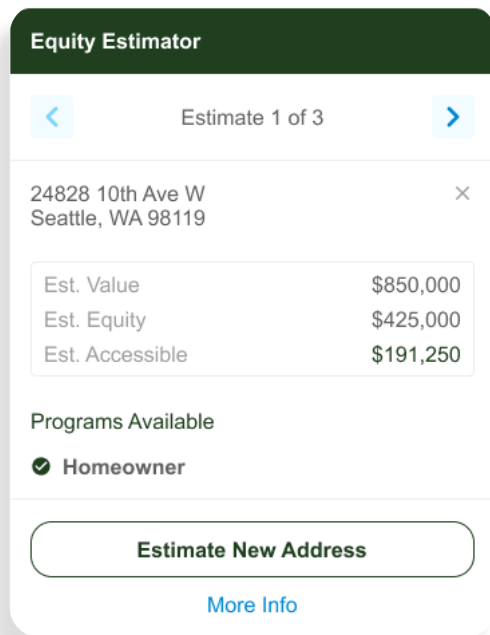 Equity Estimator
Estimate 1 of 3
24828 10th Ave W
Seattle, WA 98119
Est. Value $850,000
Est. Equity $425,000
Est. Accessible $191,250
Programs Available
Homeowner
Estimate New Address
More Info